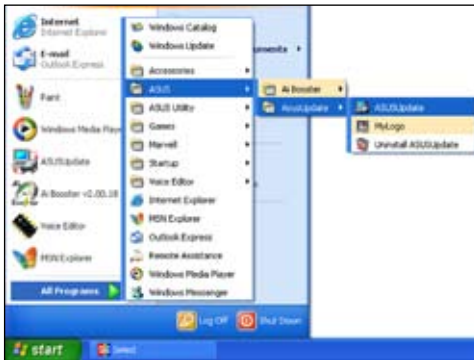 Internet
Internet Explorer
E-mail
Outlook Express
Paint
Windows Media Player
ASUSUpdate
Ai Booster v2.00.18
Voice Editor
MSN Explorer
All Programs
Windows Catalog
Windows Update
Accessories
ASUS
ASUS Utility
Games
Marvell
Startup
Voice Editor
Internet Explorer
MSN Explorer
Outlook Express
Remote Assistance
Windows Media Player
Windows Messenger
Ai Booster
AsusUpdate
ASUSUpdate
MyLogo
Uninstall ASUSUpdate
Log Off
Shut Down
start